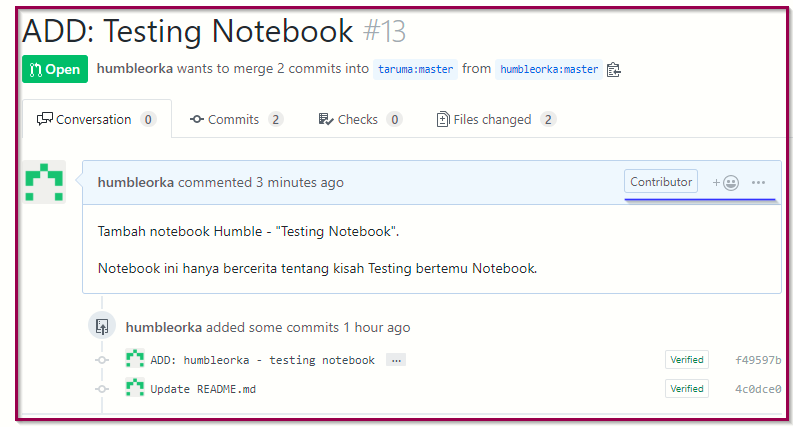 ADD: Testing Notebook #13
Open humbleorka wants to merge 2 commits into taruma:master from humbleorka:master
Conversation 0 Commits 2 Checks 0 Files changed 2
humbleorka commented 3 minutes ago Contributor + ...
Tambah notebook Humble - "Testing Notebook".
Notebook ini hanya bercerita tentang kisah Testing bertemu Notebook.
humbleorka added some commits 1 hour ago
ADD: humbleorka - testing notebook ... Verified f49597b
Update README.md Verified 4c0dce0